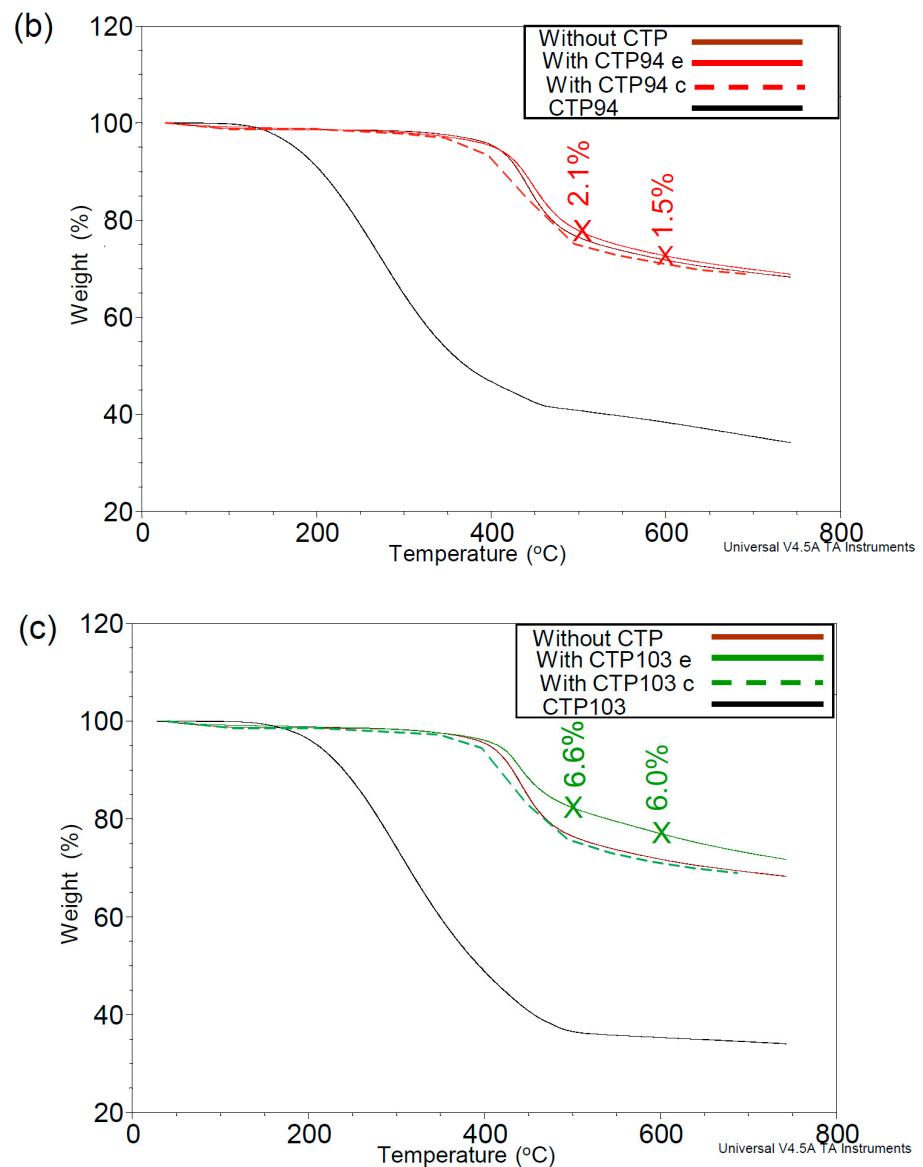 (b)
120
100
80
60
40
20
Weight (%)
Without CTP
With CTP94 e
With CTP94 c
CTP94
X 2.1%
X 1.5%
0
200
400
600
800
Temperature (°C)
Universal V4.5A TA Instruments
(c)
120
100
80
60
40
20
Weight (%)
Without CTP
With CTP103 e
With CTP103 c
CTP103
X 6.6%
X 6.0%
0
200
400
600
800
Temperature (°C)
Universal V4.5A TA Instruments